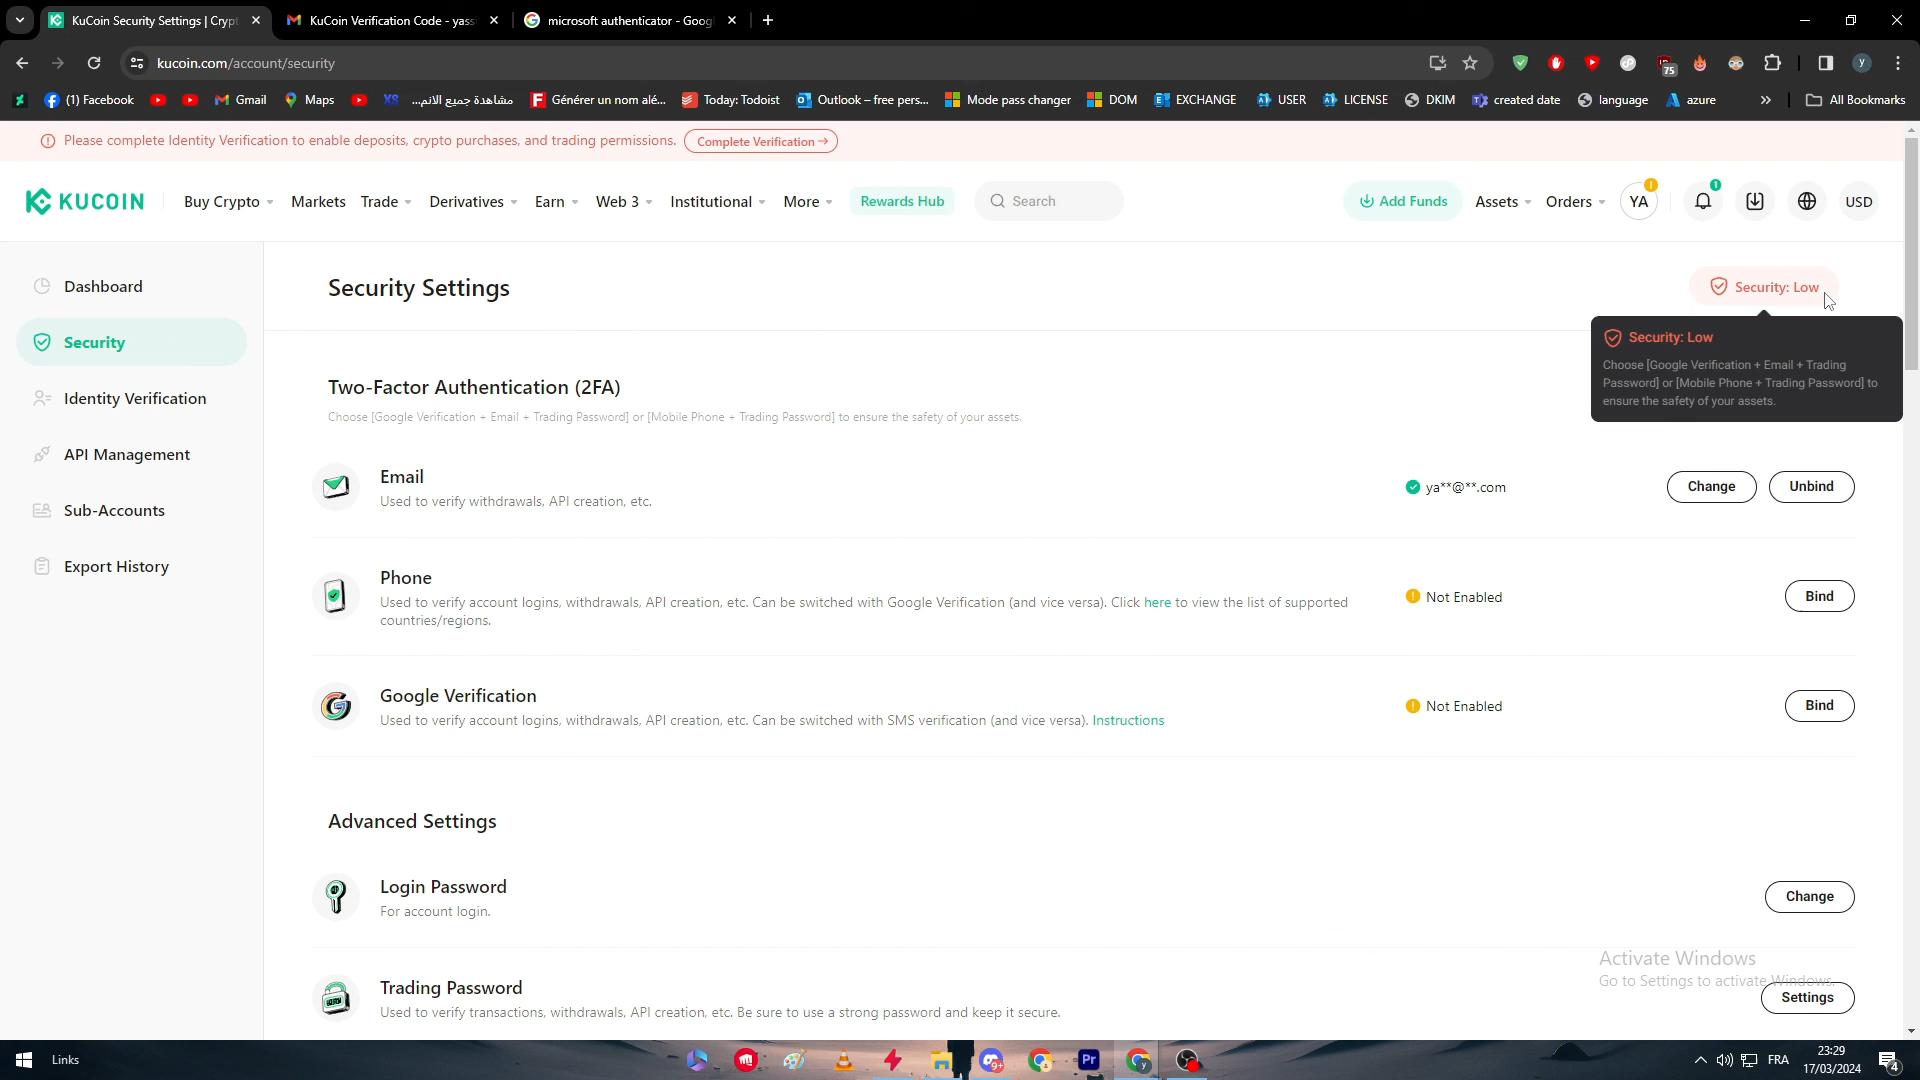 KuCoin Security Settings | Crypt
KuCoin Verification Code - yass
microsoft authenticator - Goog
kucoin.com/account/security
75
y
(1) Facebook
Gmail
Maps
XS
مشاهدة جميع الانم...
Générer un nom alé...
Today: Todoist
Outlook – free pers...
Mode pass changer
DOM
EXCHANGE
USER
LICENSE
DKIM
created date
language
azure
»
All Bookmarks
Please complete Identity Verification to enable deposits, crypto purchases, and trading permissions.
Complete Verification →
KUCOIN
Buy Crypto
Markets
Trade
Derivatives
Earn
Web 3
Institutional
More
Rewards Hub
Search
Add Funds
Assets
Orders
YA
1
USD
Dashboard
Security
Identity Verification
API Management
Sub-Accounts
Export History
Security Settings
Security: Low
Security: Low
Choose [Google Verification + Email + Trading
Password] or [Mobile Phone + Trading Password] to
ensure the safety of your assets.
Two-Factor Authentication (2FA)
Choose [Google Verification + Email + Trading Password] or [Mobile Phone + Trading Password] to ensure the safety of your assets.
Email
Used to verify withdrawals, API creation, etc.
ya**@**.com
Change
Unbind
Phone
Used to verify account logins, withdrawals, API creation, etc. Can be switched with Google Verification (and vice versa). Click here to view the list of supported
countries/regions.
Not Enabled
Bind
Google Verification
Used to verify account logins, withdrawals, API creation, etc. Can be switched with SMS verification (and vice versa). Instructions
Not Enabled
Bind
Advanced Settings
Login Password
For account login.
Change
Trading Password
Used to verify transactions, withdrawals, API creation, etc. Be sure to use a strong password and keep it secure.
Settings
Activate Windows
Go to Settings to activate Windows.
Links
9+
Pr
y
FRA
23:29
17/03/2024
4